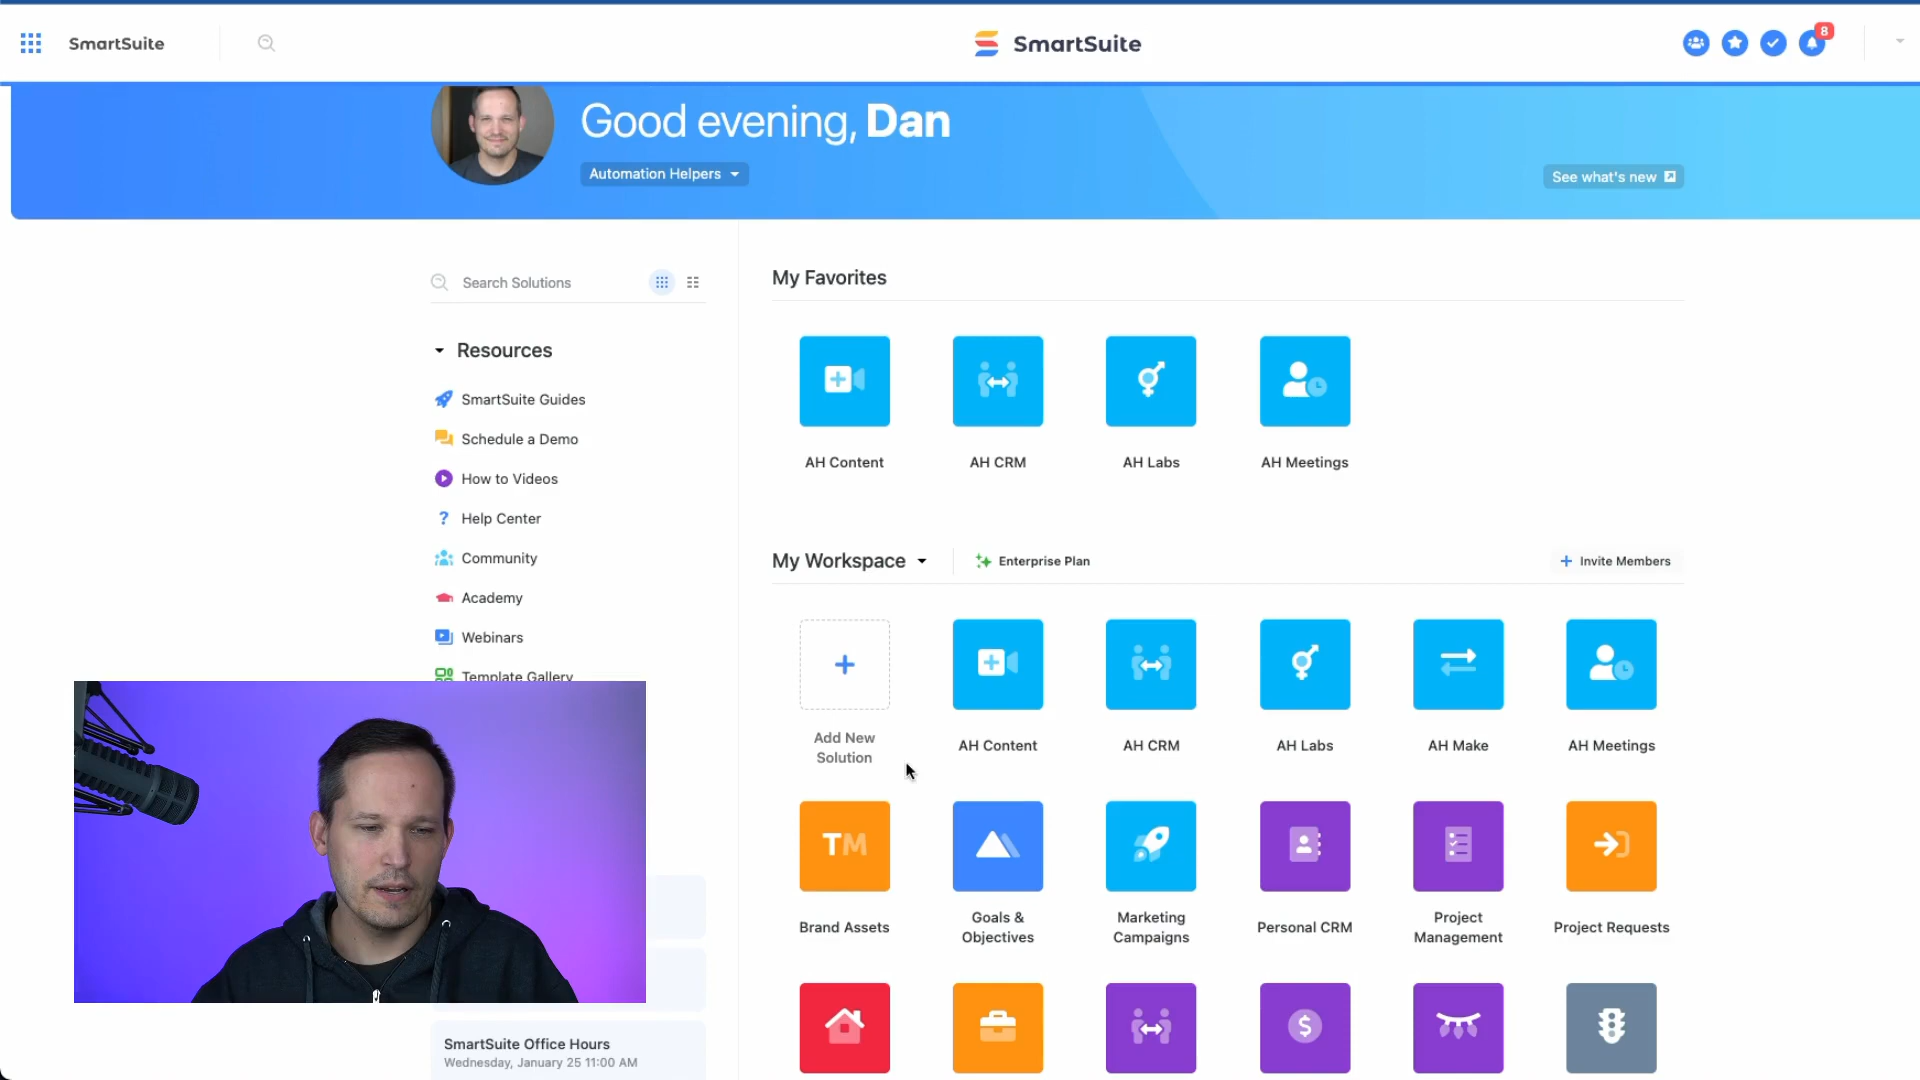 SmartSuite
SmartSuite
8
Good evening, Dan
Automation Helpers
See what's new
Search Solutions
Resources
SmartSuite Guides
Schedule a Demo
How to Videos
? Help Center
Community
Academy
Webinars
Template Gallery
SmartSuite Office Hours
Wednesday, January 25 11:00 AM
My Favorites
AH Content
AH CRM
AH Labs
AH Meetings
My Workspace
Enterprise Plan
+ Invite Members
+
Add New
Solution
AH Content
AH CRM
AH Labs
AH Make
AH Meetings
TM
Brand Assets
Goals &
Objectives
Marketing
Campaigns
Personal CRM
Project
Management
Project Requests
$